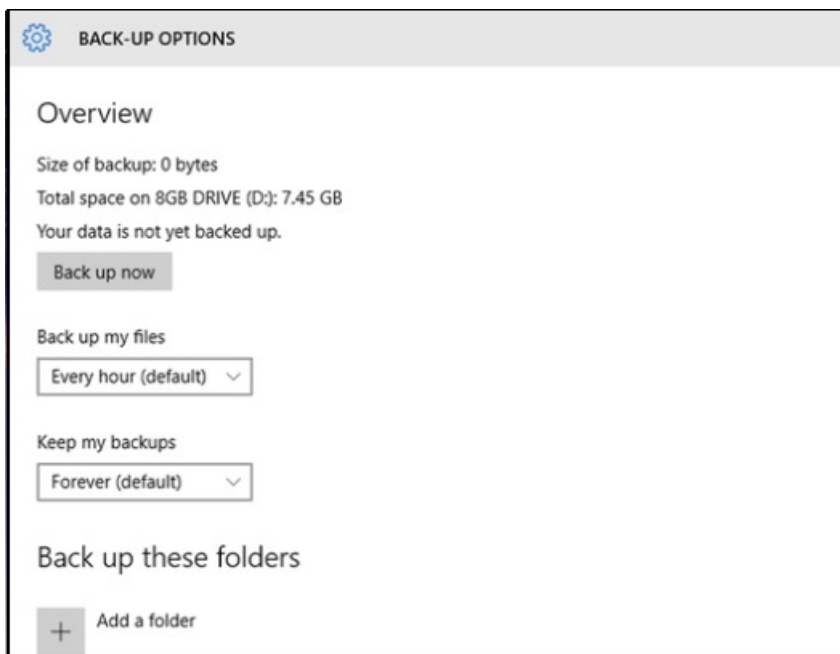 BACK-UP OPTIONS
Overview
Size of backup: 0 bytes
Total space on 8GB DRIVE (D:): 7.45 GB
Your data is not yet backed up.
Back up now
Back up my files
Every hour (default)
Keep my backups
Forever (default)
Back up these folders
Add a folder